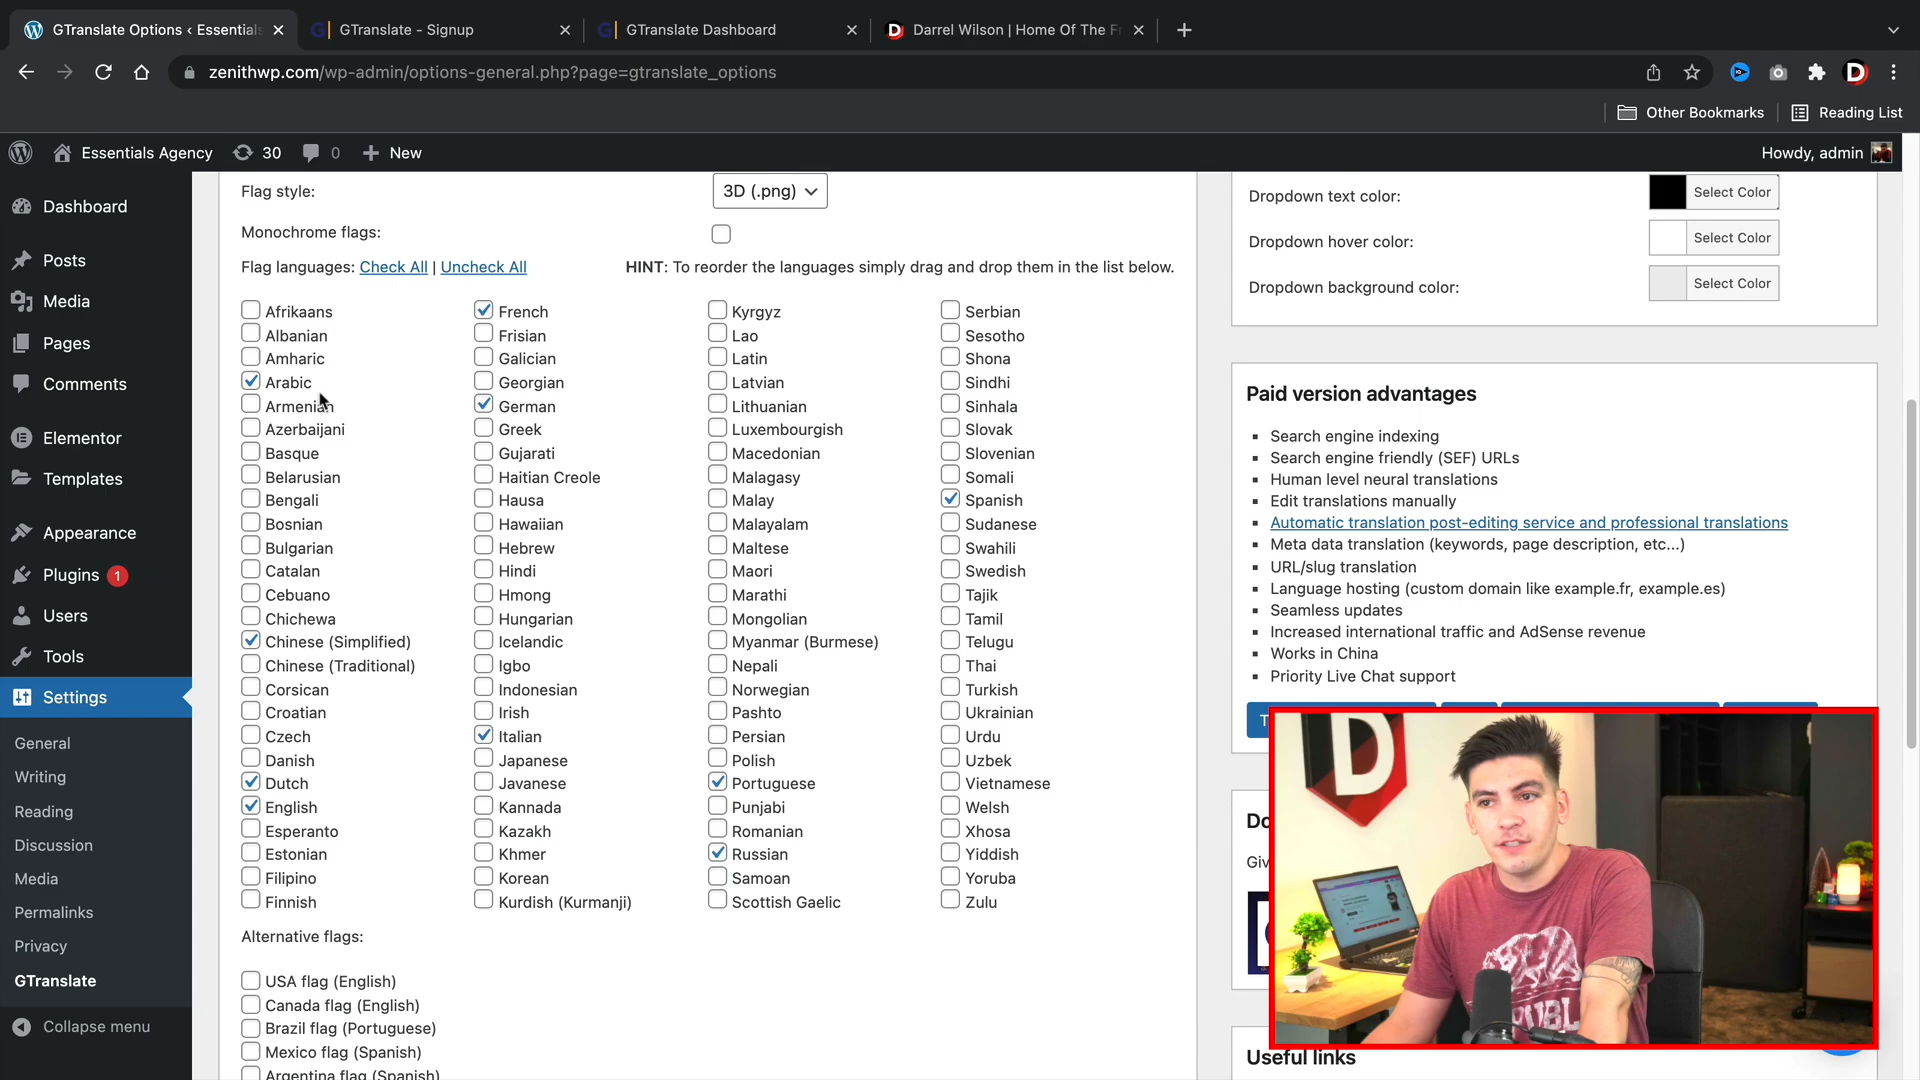 GTranslate Options ‹ Essentials
GTranslate - Signup
GTranslate Dashboard
Darrel Wilson | Home Of The Fr
zenithwp.com/wp-admin/options-general.php?page=gtranslate_options
Other Bookmarks
Reading List
Essentials Agency
30
0
New
Howdy, admin
Dashboard
Posts
Media
Pages
Comments
Elementor
Templates
Appearance
Plugins 1
Users
Tools
Settings
General
Writing
Reading
Discussion
Media
Permalinks
Privacy
GTranslate
Collapse menu
Flag style:
3D (.png)
Monochrome flags:
Flag languages: Check All | Uncheck All
HINT: To reorder the languages simply drag and drop them in the list below.
Afrikaans
Albanian
Amharic
Arabic
Armenian
Azerbaijani
Basque
Belarusian
Bengali
Bosnian
Bulgarian
Catalan
Cebuano
Chichewa
Chinese (Simplified)
Chinese (Traditional)
Corsican
Croatian
Czech
Danish
Dutch
English
Esperanto
Estonian
Filipino
Finnish
French
Frisian
Galician
Georgian
German
Greek
Gujarati
Haitian Creole
Hausa
Hawaiian
Hebrew
Hindi
Hmong
Hungarian
Icelandic
Igbo
Indonesian
Irish
Italian
Japanese
Javanese
Kannada
Kazakh
Khmer
Korean
Kurdish (Kurmanji)
Kyrgyz
Lao
Latin
Latvian
Lithuanian
Luxembourgish
Macedonian
Malagasy
Malay
Malayalam
Maltese
Maori
Marathi
Mongolian
Myanmar (Burmese)
Nepali
Norwegian
Pashto
Persian
Polish
Portuguese
Punjabi
Romanian
Russian
Samoan
Scottish Gaelic
Serbian
Sesotho
Shona
Sindhi
Sinhala
Slovak
Slovenian
Somali
Spanish
Sudanese
Swahili
Swedish
Tajik
Tamil
Telugu
Thai
Turkish
Ukrainian
Urdu
Uzbek
Vietnamese
Welsh
Xhosa
Yiddish
Yoruba
Zulu
Alternative flags:
USA flag (English)
Canada flag (English)
Brazil flag (Portuguese)
Mexico flag (Spanish)
Argentina flag (Spanish)
Dropdown text color:
Select Color
Dropdown hover color:
Select Color
Dropdown background color:
Select Color
Paid version advantages
Search engine indexing
Search engine friendly (SEF) URLs
Human level neural translations
Edit translations manually
Automatic translation post-editing service and professional translations
Meta data translation (keywords, page description, etc...)
URL/slug translation
Language hosting (custom domain like example.fr, example.es)
Seamless updates
Increased international traffic and AdSense revenue
Works in China
Priority Live Chat support
Do
Giv
Useful links